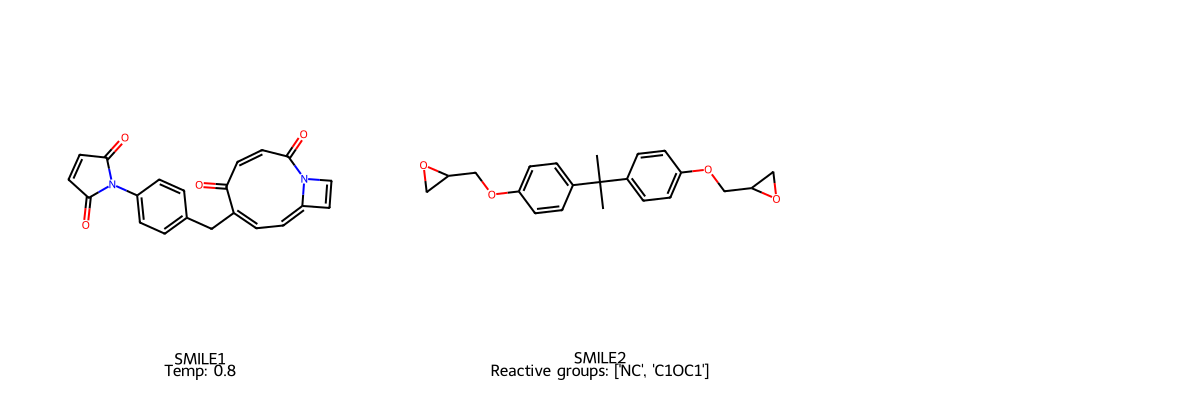 O
O
O
N
O
N
O
O
O
O
SMILE1
Temp: 0.8
SMILE2
Reactive groups: ['NC', 'C1OC1']